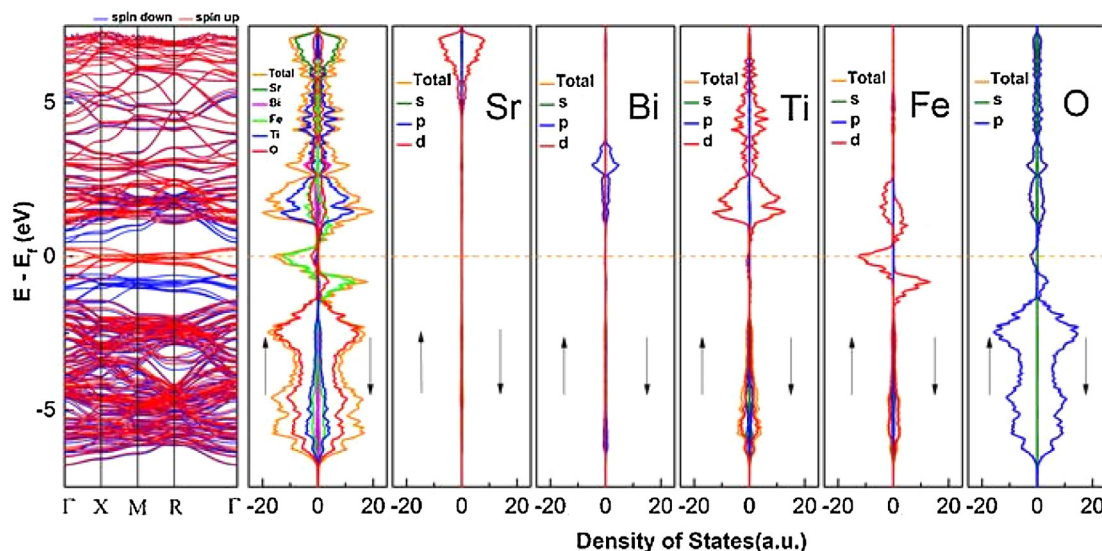 spin down spin up
Total
Sr
Bi
Fe
Ti
O
Total
s
p
d
Sr
Total
s
p
d
Bi
Total
s
p
d
Ti
Total
s
p
d
Fe
Total
s
p
O
E - E_f (eV)
5
0
-5
Γ X M R Γ
-20 0 20
-20 0 20
-20 0 20
-20 0 20
-20 0 20
-20 0 20
Density of States(a.u.)